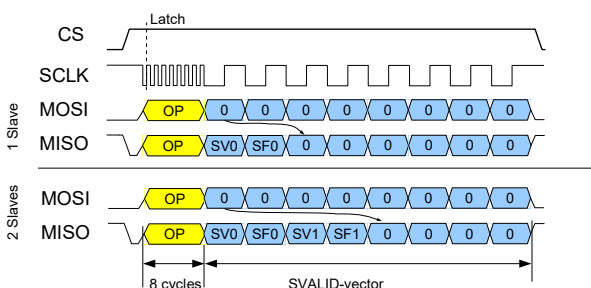 Latch
CS
SCLK
1 Slave
MOSI OP 0 0 0 0 0 0 0 0
MISO OP SV0 SF0 0 0 0 0 0 0
2 Slaves
MOSI OP 0 0 0 0 0 0 0 0
MISO OP SV0 SF0 SV1 SF1 0 0 0 0
8 cycles SVALID-vector